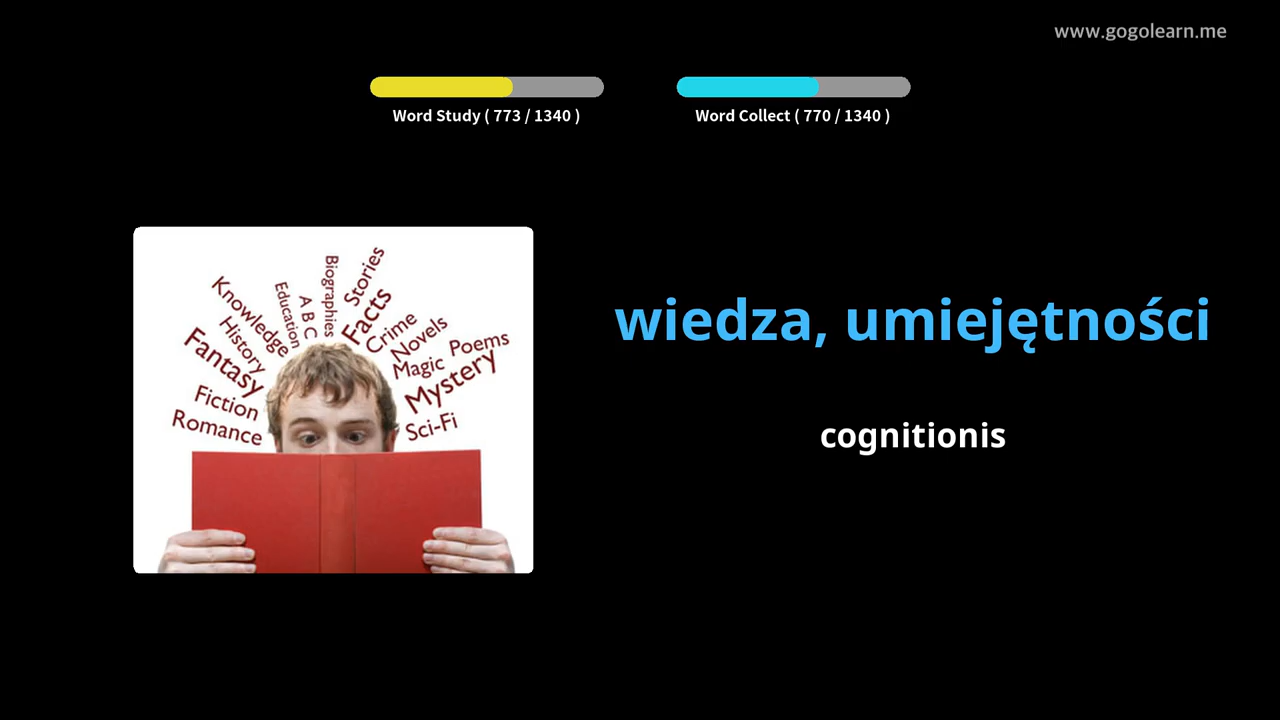 www.gogolearn.me
Word Study ( 773 / 1340 )
Word Collect ( 770 / 1340 )
Knowledge
History
Fantasy
Fiction
Romance
Education
A B C
Biographies
Stories
Facts
Crime
Novels
Magic
Poems
Mystery
Sci-Fi
wiedza, umiejętności
cognitionis